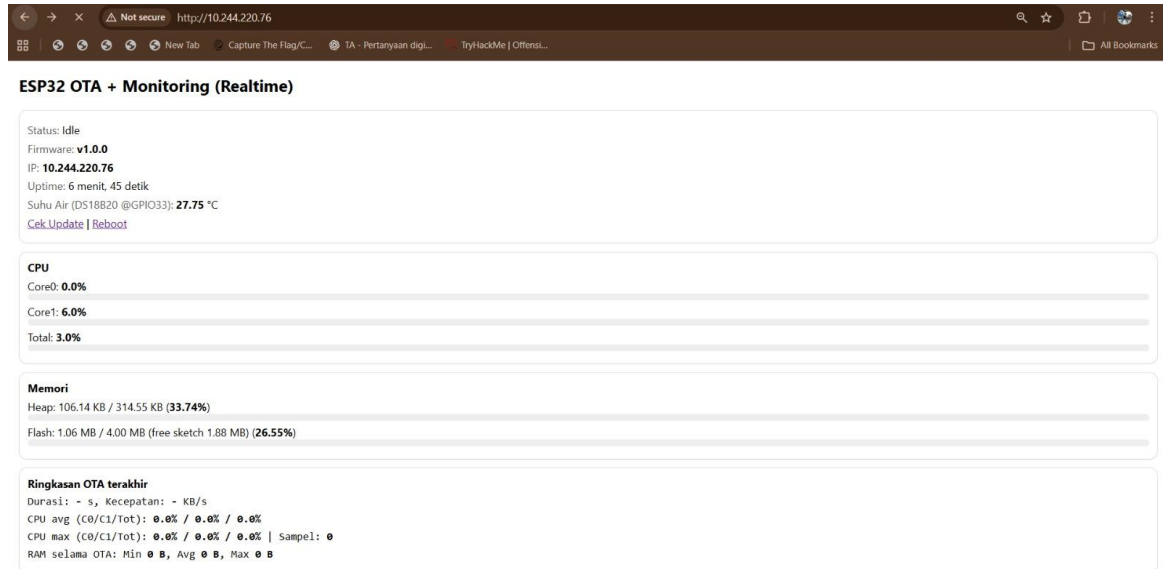 Not secure http://10.244.220.76
New Tab Capture The Flag/C... TA - Pertanyaan digi... TryHackMe | Offensi... All Bookmarks
ESP32 OTA + Monitoring (Realtime)
Status: Idle
Firmware: v1.0.0
IP: 10.244.220.76
Uptime: 6 menit, 45 detik
Suhu Air (DS18B20 @GPIO33): 27.75 °C
Cek Update | Reboot
CPU
Core0: 0.0%
Core1: 6.0%
Total: 3.0%
Memori
Heap: 106.14 KB / 314.55 KB (33.74%)
Flash: 1.06 MB / 4.00 MB (free sketch 1.88 MB) (26.55%)
Ringkasan OTA terakhir
Durasi: - s, Kecepatan: - KB/s
CPU avg (C0/C1/Tot): 0.0% / 0.0% / 0.0%
CPU max (C0/C1/Tot): 0.0% / 0.0% / 0.0% | Sampel: 0
RAM selama OTA: Min 0 B, Avg 0 B, Max 0 B